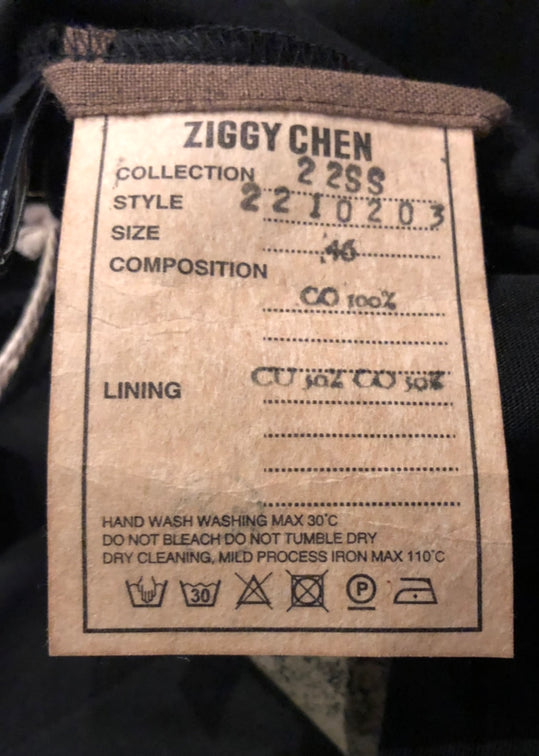 ZIGGY CHEN
COLLECTION 22SS
STYLE 2210203
SIZE 46
COMPOSITION
CO 100%
LINING CU 50% CO 50%
HAND WASH WASHING MAX 30°C
DO NOT BLEACH DO NOT TUMBLE DRY
DRY CLEANING, MILD PROCESS IRON MAX 110°C
30 P